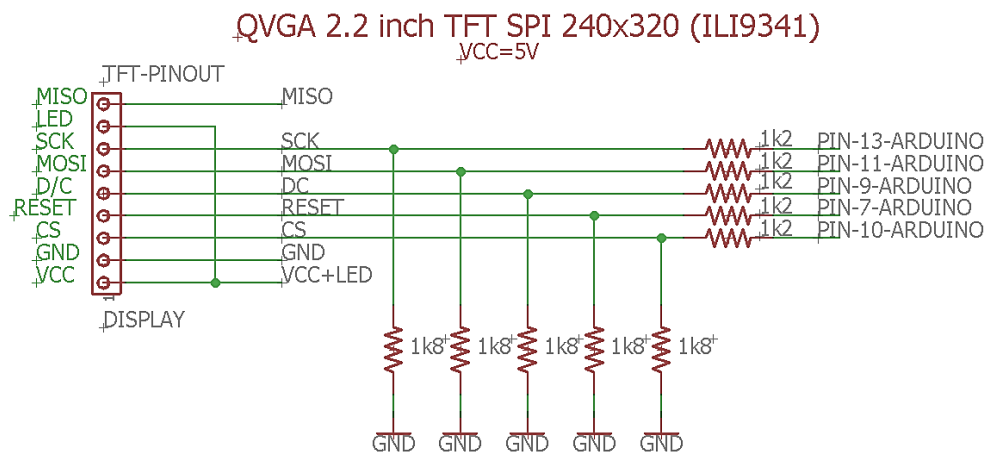 QVGA 2.2 inch TFT SPI 240x320 (ILI9341)
VCC=5V
TFT-PINOUT
MISO MISO
LED
SCK SCK 1k2 PIN-13-ARDUINO
MOSI MOSI 1k2 PIN-11-ARDUINO
D/C DC 1k2 PIN-9-ARDUINO
RESET RESET 1k2 PIN-7-ARDUINO
CS CS 1k2 PIN-10-ARDUINO
GND GND
VCC VCC+LED
1
DISPLAY
1k8 1k8 1k8 1k8 1k8
GND GND GND GND GND